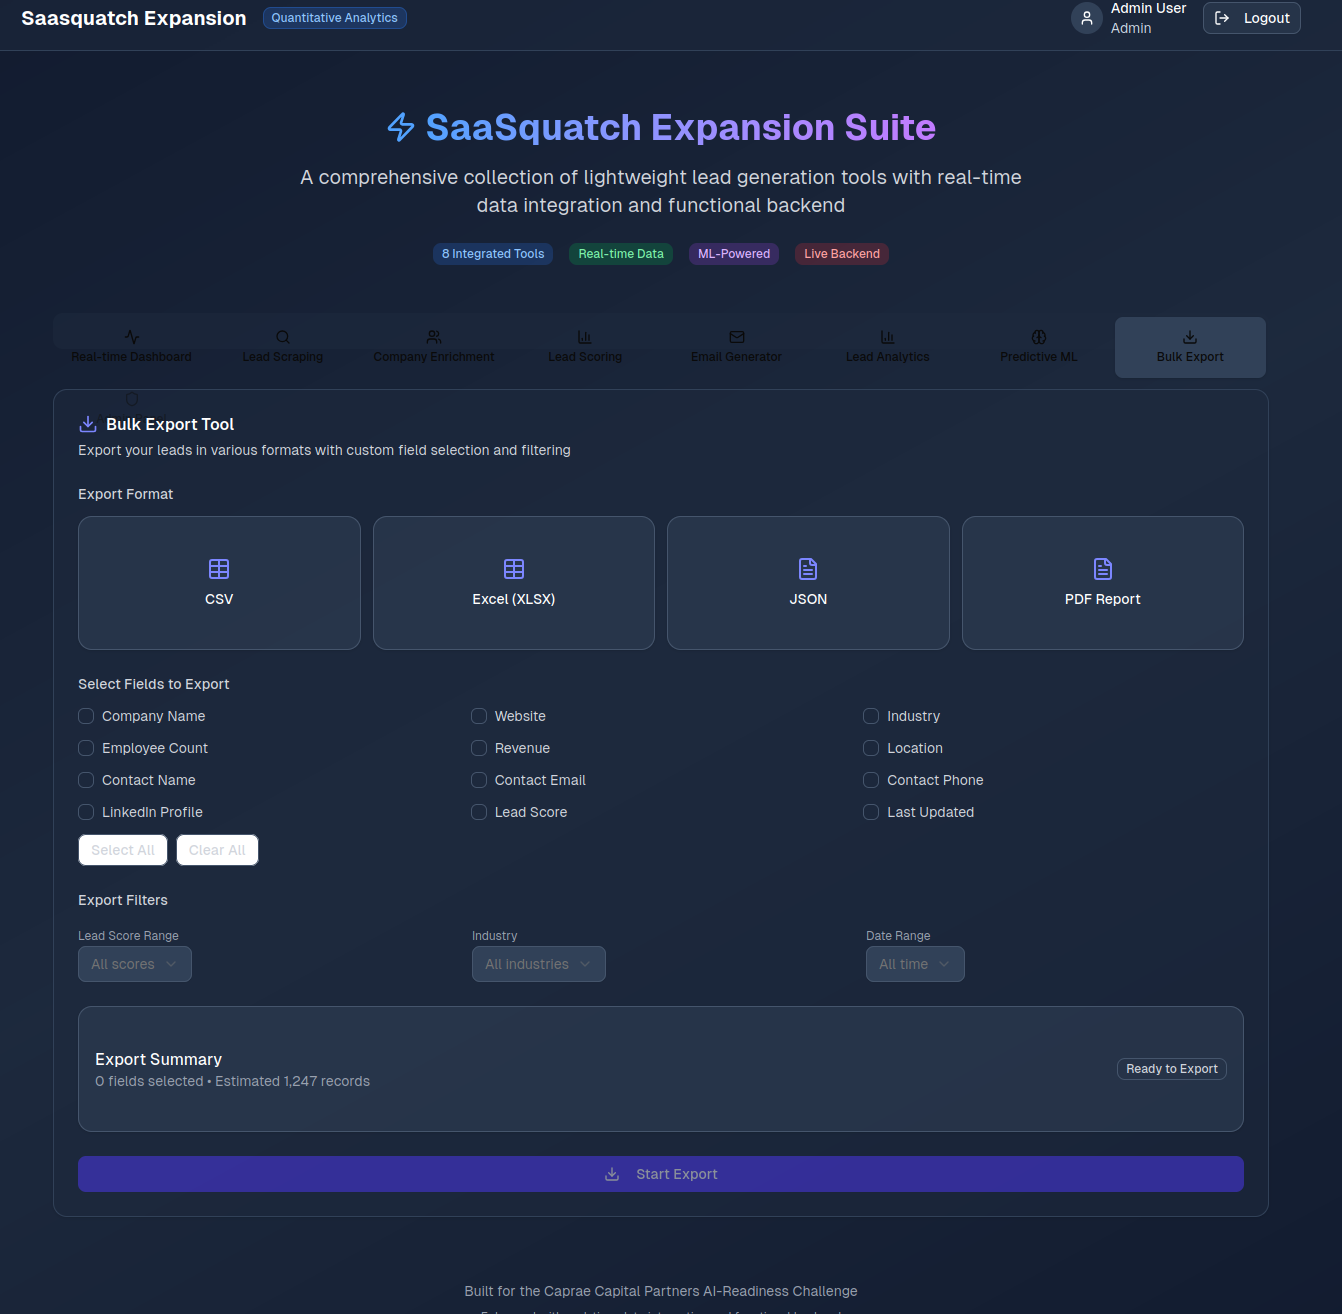 Saasquatch Expansion
Quantitative Analytics
Admin User
Admin
Logout
SaaSquatch Expansion Suite
A comprehensive collection of lightweight lead generation tools with real-time
data integration and functional backend
8 Integrated Tools
Real-time Data
ML-Powered
Live Backend
Real-time Dashboard
Lead Scraping
Company Enrichment
Lead Scoring
Email Generator
Lead Analytics
Predictive ML
Bulk Export
Bulk Export Tool
Export your leads in various formats with custom field selection and filtering
Export Format
CSV
Excel (XLSX)
JSON
PDF Report
Select Fields to Export
Company Name
Website
Industry
Employee Count
Revenue
Location
Contact Name
Contact Email
Contact Phone
LinkedIn Profile
Lead Score
Last Updated
Select All
Clear All
Export Filters
Lead Score Range
Industry
Date Range
All scores
All industries
All time
Export Summary
0 fields selected • Estimated 1,247 records
Ready to Export
Start Export
Built for the Caprae Capital Partners AI-Readiness Challenge